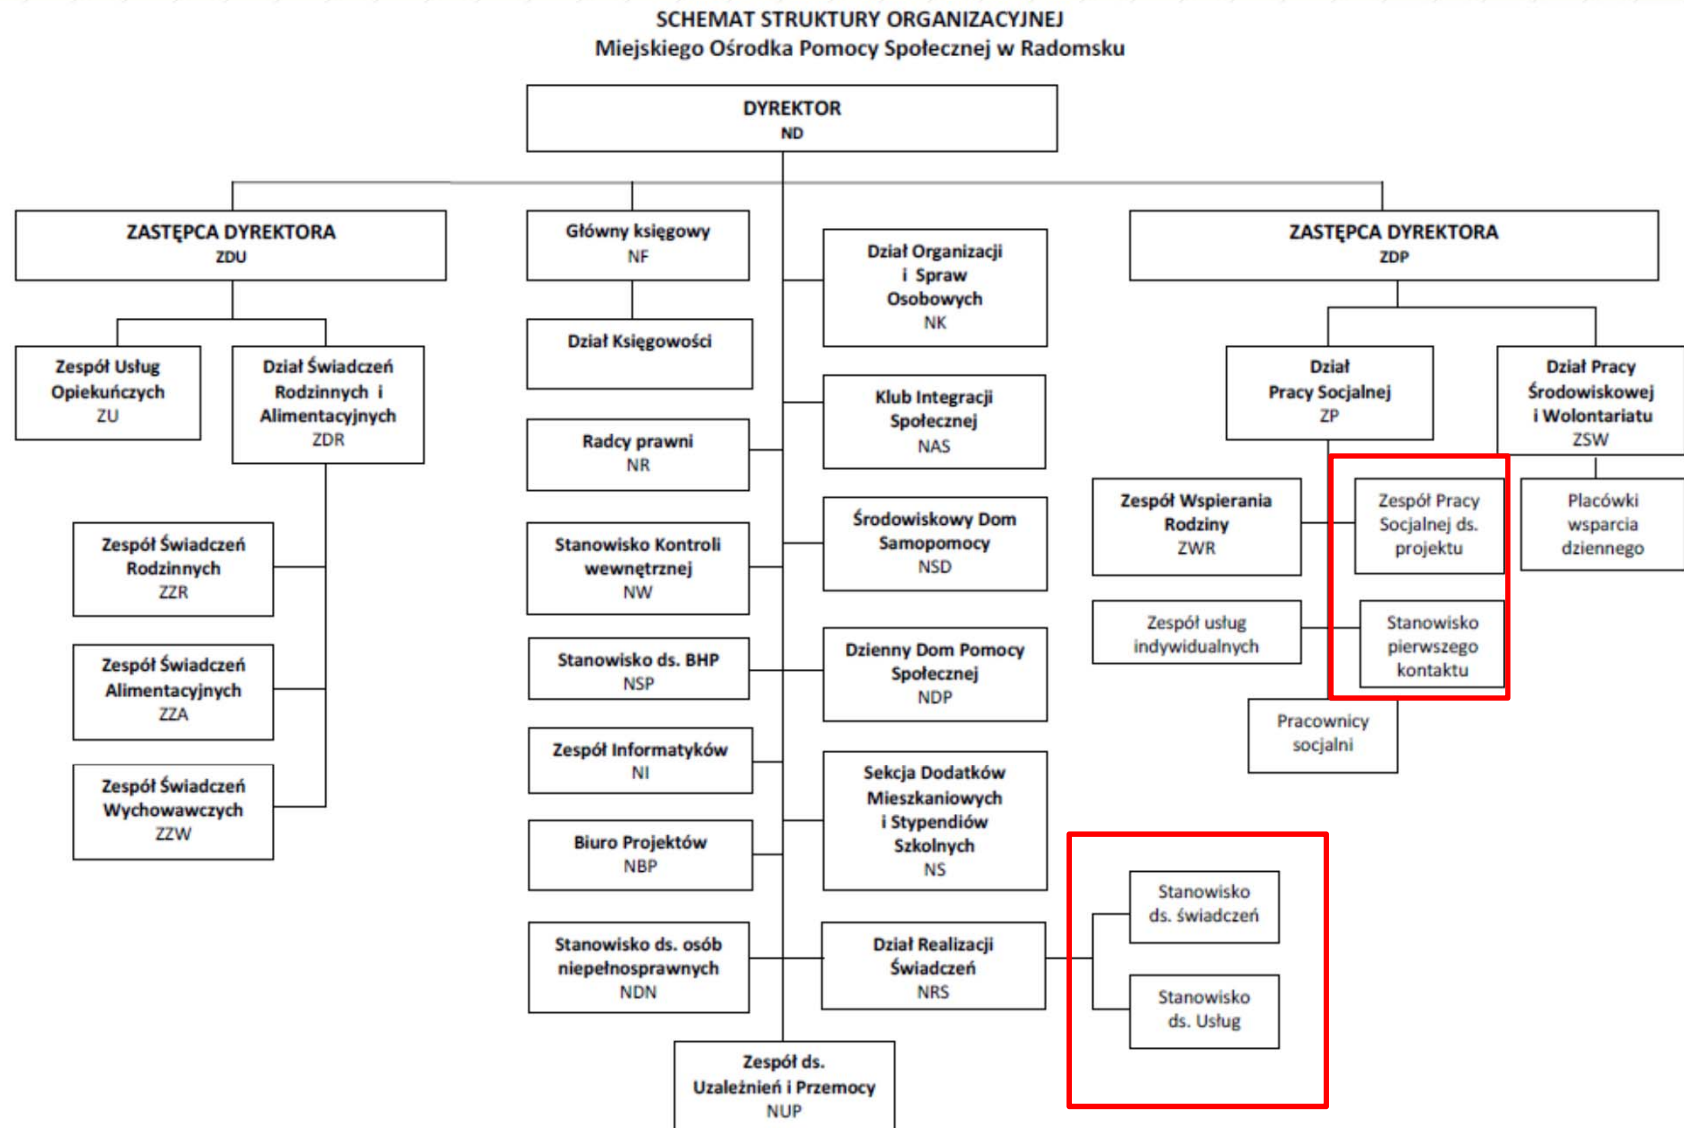 SCHEMAT STRUKTURY ORGANIZACYJNEJ
Miejskiego Ośrodka Pomocy Społecznej w Radomsku
DYREKTOR
ND
ZASTĘPCA DYREKTORA
ZDU
Zespół Usług
Opiekuńczych
ZU
Dział Świadczeń
Rodzinnych i
Alimentacyjnych
ZDR
Zespół Świadczeń
Rodzinnych
ZZR
Zespół Świadczeń
Alimentacyjnych
ZZA
Zespół Świadczeń
Wychowawczych
ZZW
Główny księgowy
NF
Dział Księgowości
Radcy prawni
NR
Stanowisko Kontroli
wewnętrznej
NW
Stanowisko ds. BHP
NSP
Zespół Informatyków
NI
Biuro Projektów
NBP
Stanowisko ds. osób
niepełnosprawnych
NDN
Dział Organizacji
i Spraw
Osobowych
NK
Klub Integracji
Społecznej
NAS
Środowiskowy Dom
Samopomocy
NSD
Dzienny Dom Pomocy
Społecznej
NDP
Sekcja Dodatków
Mieszkaniowych
i Stypendiów
Szkolnych
NS
Dział Realizacji
Świadczeń
NRS
Stanowisko
ds. świadczeń
Stanowisko
ds. Usług
Zespół ds.
Uzależnień i Przemocy
NUP
ZASTĘPCA DYREKTORA
ZDP
Dział
Pracy Socjalnej
ZP
Dział Pracy
Środowiskowej
i Wolontariatu
ZSW
Zespół Wspierania
Rodziny
ZWR
Zespół Pracy
Socjalnej ds.
projektu
Placówki
wsparcia
dziennego
Zespół usług
indywidualnych
Stanowisko
pierwszego
kontaktu
Pracownicy
socjalni